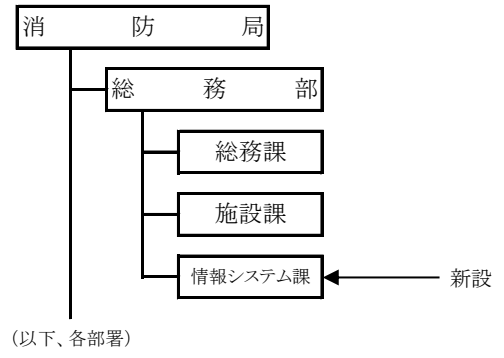 消防局
総務部
総務課
施設課
情報システム課
新設
(以下、各部署)